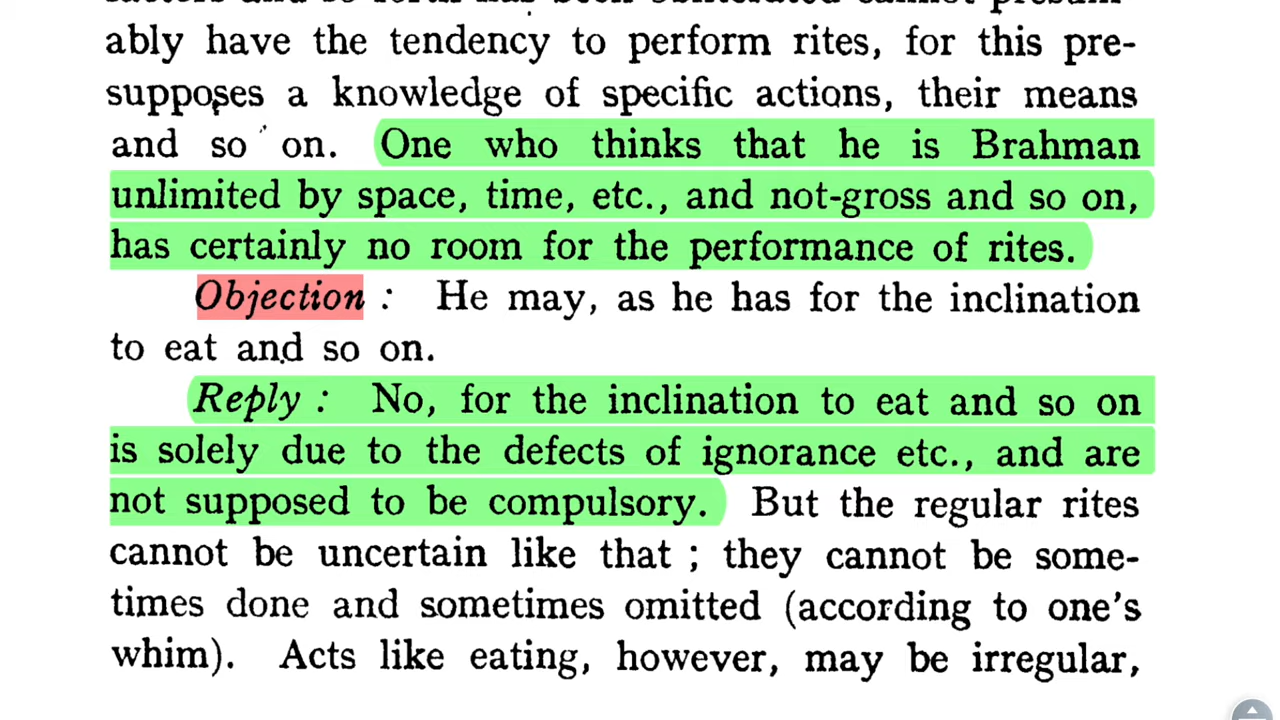 ably have the tendency to perform rites, for this pre-
supposes a knowledge of specific actions, their means
and so on. One who thinks that he is Brahman
unlimited by space, time, etc., and not-gross and so on,
has certainly no room for the performance of rites.
Objection : He may, as he has for the inclination
to eat and so on.
Reply : No, for the inclination to eat and so on
is solely due to the defects of ignorance etc., and are
not supposed to be compulsory. But the regular rites
cannot be uncertain like that ; they cannot be some-
times done and sometimes omitted (according to one's
whim). Acts like eating, however, may be irregular,